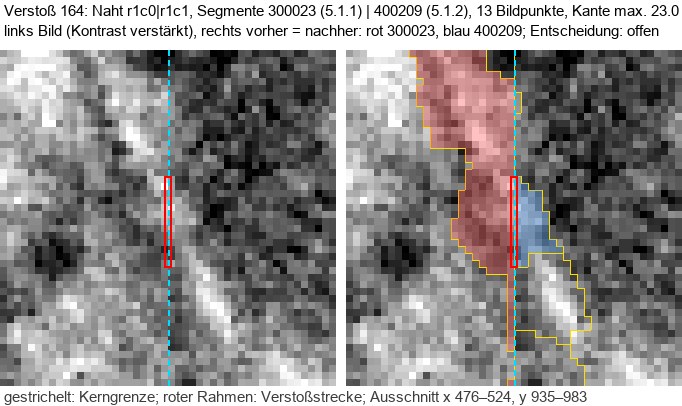 Verstoß 164: Naht r1c0|r1c1, Segmente 300023 (5.1.1) | 400209 (5.1.2), 13 Bildpunkte, Kante max. 23.0
links Bild (Kontrast verstärkt), rechts vorher = nachher: rot 300023, blau 400209; Entscheidung: offen
gestrichelt: Kerngrenze; roter Rahmen: Verstoßstrecke; Ausschnitt x 476–524, y 935–983